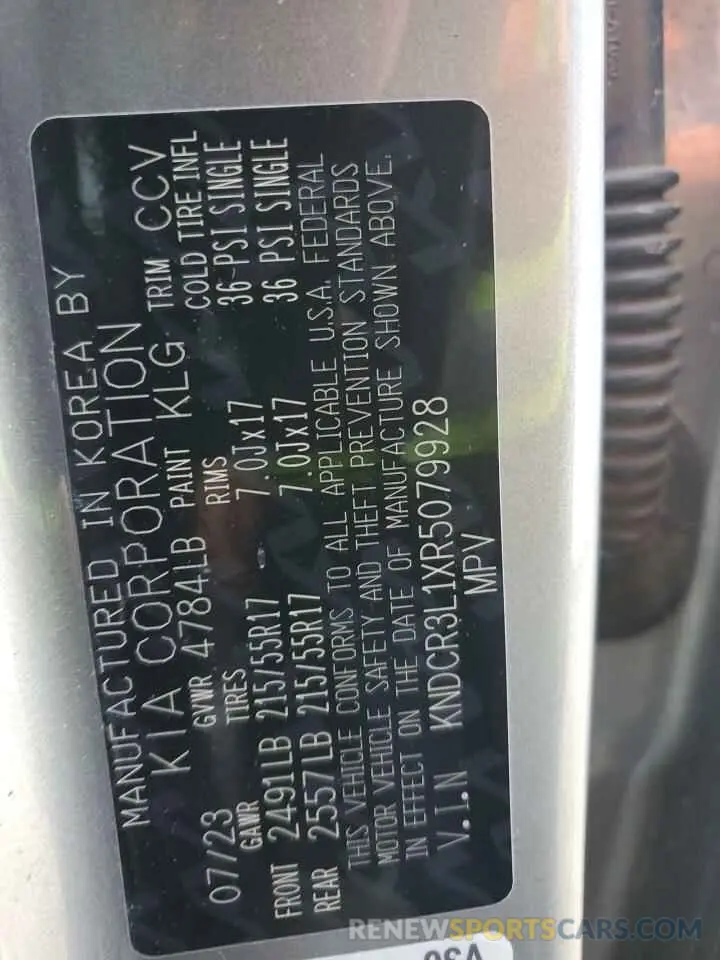 MANUFACTURED IN KOREA BY
KIA CORPORATION
07/23 GVWR 4784LB PAINT KLG TRIM CCV
GAWR TIRES RIMS COLD TIRE INFL
FRONT 2491LB 215/55R17 7.0Jx17 36 PSI SINGLE
REAR 2557LB 215/55R17 7.0Jx17 36 PSI SINGLE
THIS VEHICLE CONFORMS TO ALL APPLICABLE U.S.A. FEDERAL
MOTOR VEHICLE SAFETY AND THEFT PREVENTION STANDARDS
IN EFFECT ON THE DATE OF MANUFACTURE SHOWN ABOVE.
V.I.N KNDCR3L1XR5079928
MPV
RENEWSPORTSCARS.COM